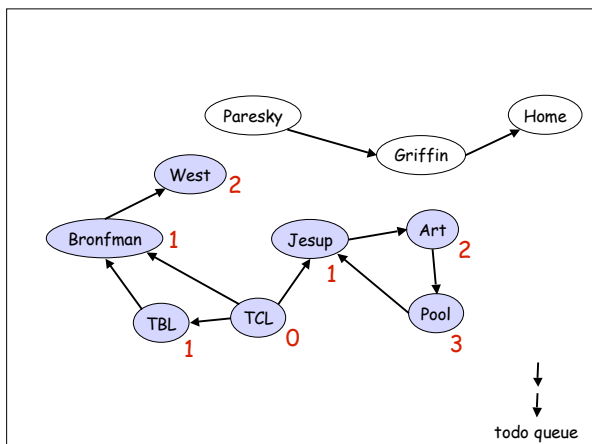 Paresky
Home
Griffin
West
2
Bronfman
1
Jesup
1
Art
2
TBL
1
TCL
0
Pool
3
todo queue